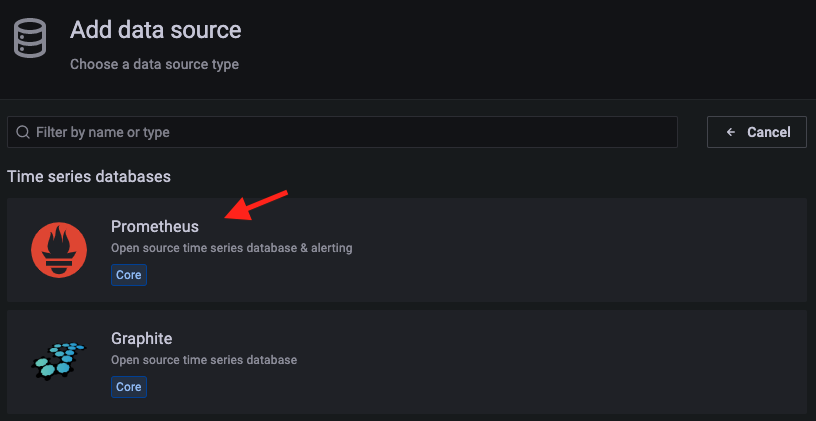 Add data source
Choose a data source type
Filter by name or type
Cancel
Time series databases
Prometheus
Open source time series database & alerting
Core
Graphite
Open source time series database
Core